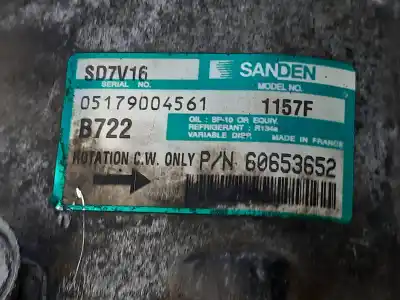 SD7V16 SANDEN
SERIAL NO. MODEL NO.
05179004561 1157F
B722
OIL : SP-10 OR EQUIV.
REFRIGERANT : R134a
VARIABLE DISP. MADE IN FRANCE
ROTATION C.W. ONLY P/N 60653652